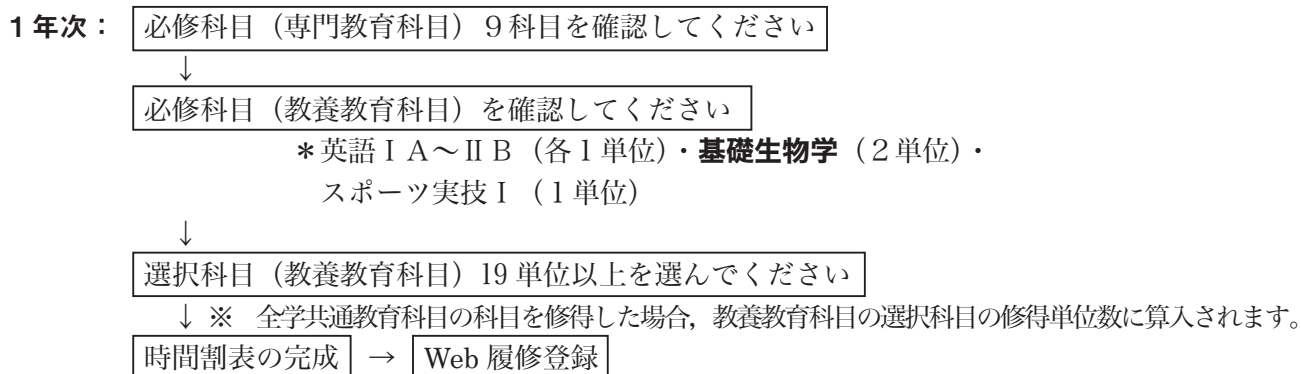 1年次： 必修科目（専門教育科目）９科目を確認してください
↓
必修科目（教養教育科目）を確認してください
＊英語ⅠA～ⅡB（各１単位）・基礎生物学（２単位）・
スポーツ実技Ⅰ（１単位）
↓
選択科目（教養教育科目）19単位以上を選んでください
↓ ※　全学共通教育科目の科目を修得した場合，教養教育科目の選択科目の修得単位数に算入されます。
時間割表の完成 → Web 履修登録